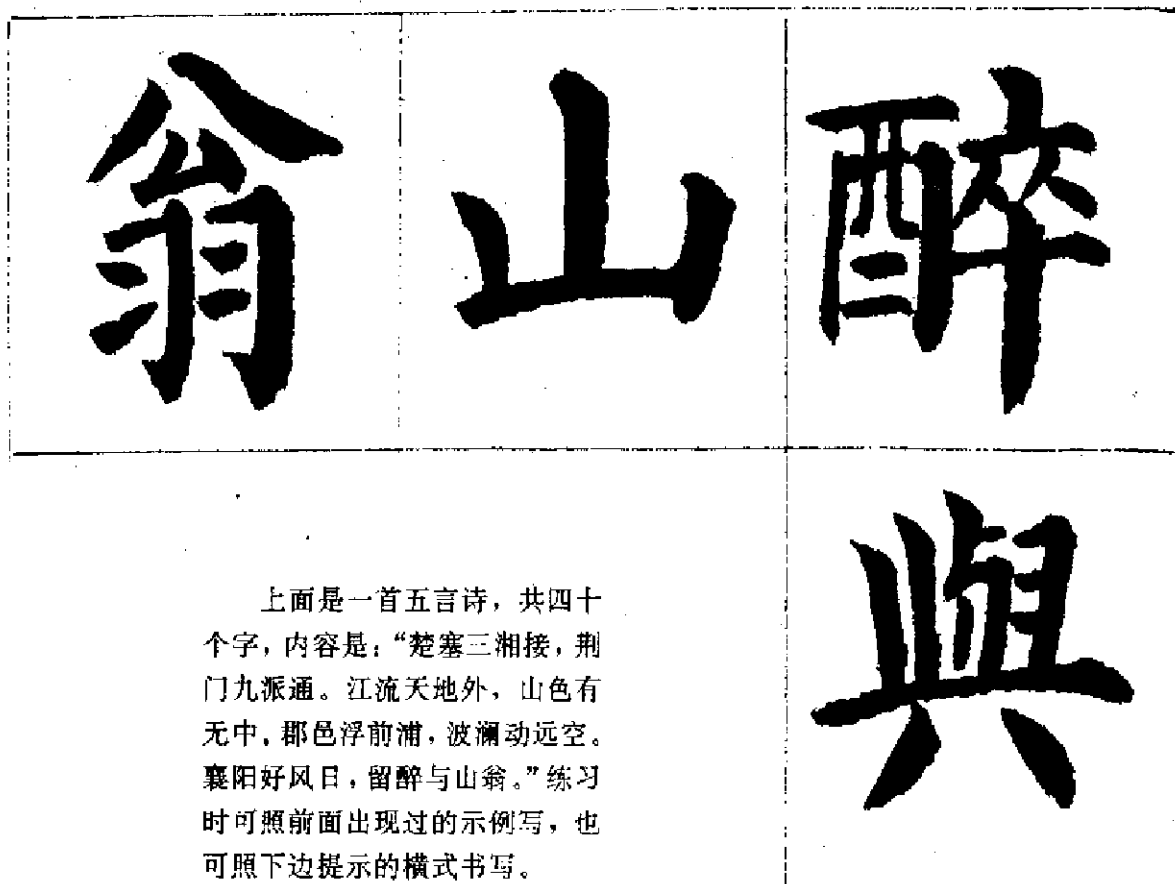 醉與
山
翁
上面是一首五言诗，共四十
个字，内容是：“楚塞三湘接，荆
门九派通。江流天地外，山色有
无中，郡邑浮前浦，波澜动远空。
襄阳好风日，留醉与山翁。”练习
时可照前面出现过的示例写，也
可照下边提示的横式书写。